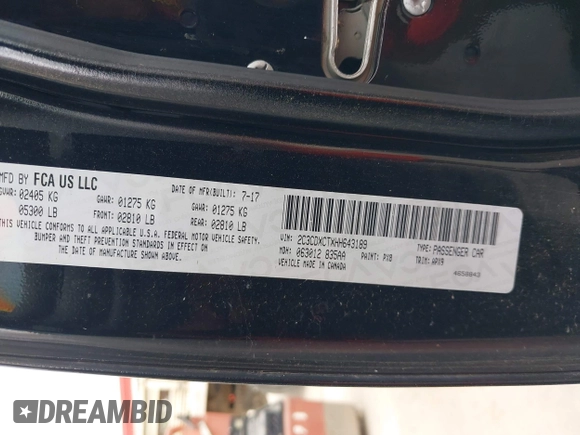 MFD BY FCA US LLC
DATE OF MFR(BUILT): 7-17
GVWR: 02405 KG GAWR: 01275 KG GAWR: 01275 KG
05300 LB FRONT: 02810 LB REAR: 02810 LB
THIS VEHICLE CONFORMS TO ALL APPLICABLE U.S.A. FEDERAL MOTOR VEHICLE SAFETY,
BUMPER, AND THEFT PREVENTION STANDARDS IN EFFECT ON
THE DATE OF MANUFACTURE SHOWN ABOVE.
VIN: 2C3CDXCTXHH643189 TYPE: PASSENGER CAR
MDH: 063012 835AA PAINT: PX8 TRIM: APX9
VEHICLE MADE IN CANADA
DREAMBID